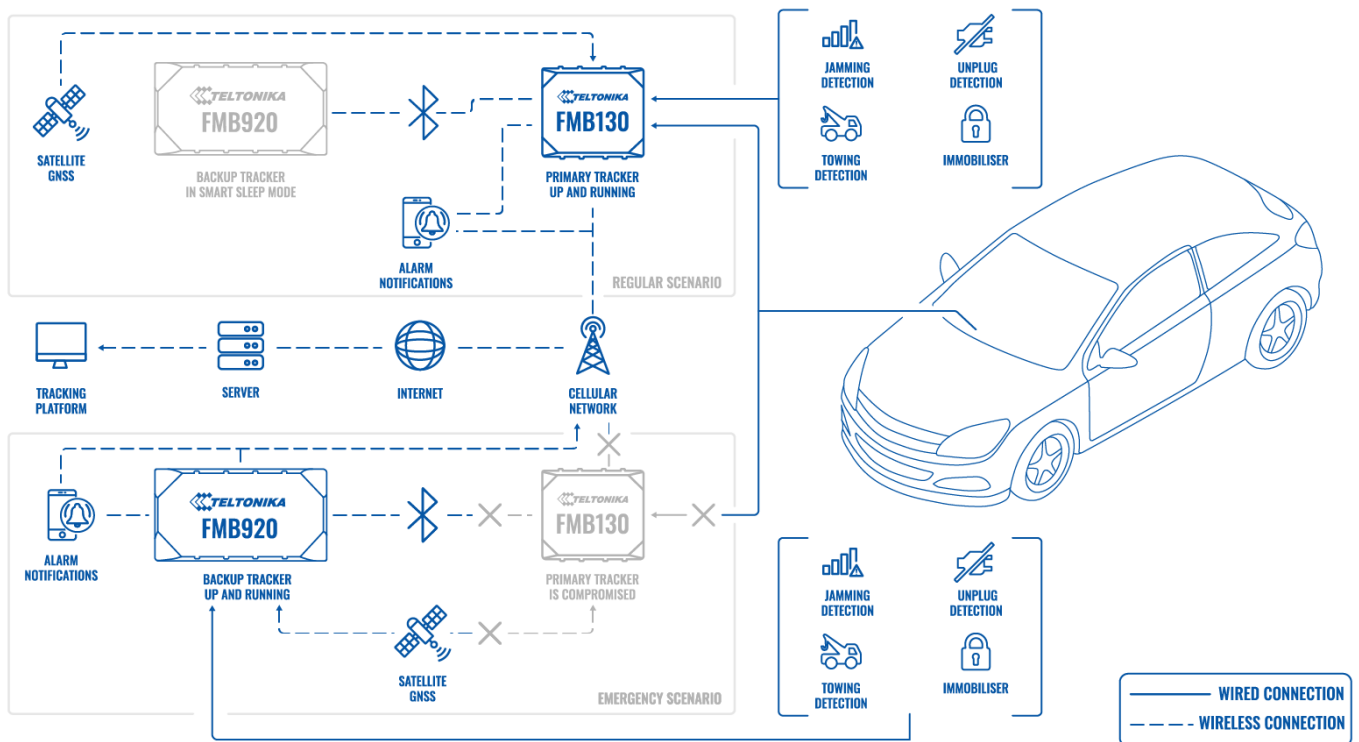 TELTONIKA
FMB920
BACKUP TRACKER
IN SMART SLEEP MODE
SATELLITE
GNSS
TELTONIKA
FMB130
PRIMARY TRACKER
UP AND RUNNING
ALARM
NOTIFICATIONS
REGULAR SCENARIO
JAMMING
DETECTION
UNPLUG
DETECTION
TOWING
DETECTION
IMMOBILISER
TRACKING
PLATFORM
SERVER
INTERNET
CELLULAR
NETWORK
ALARM
NOTIFICATIONS
TELTONIKA
FMB920
BACKUP TRACKER
UP AND RUNNING
TELTONIKA
FMB130
PRIMARY TRACKER
IS COMPROMISED
SATELLITE
GNSS
EMERGENCY SCENARIO
JAMMING
DETECTION
UNPLUG
DETECTION
TOWING
DETECTION
IMMOBILISER
WIRED CONNECTION
WIRELESS CONNECTION